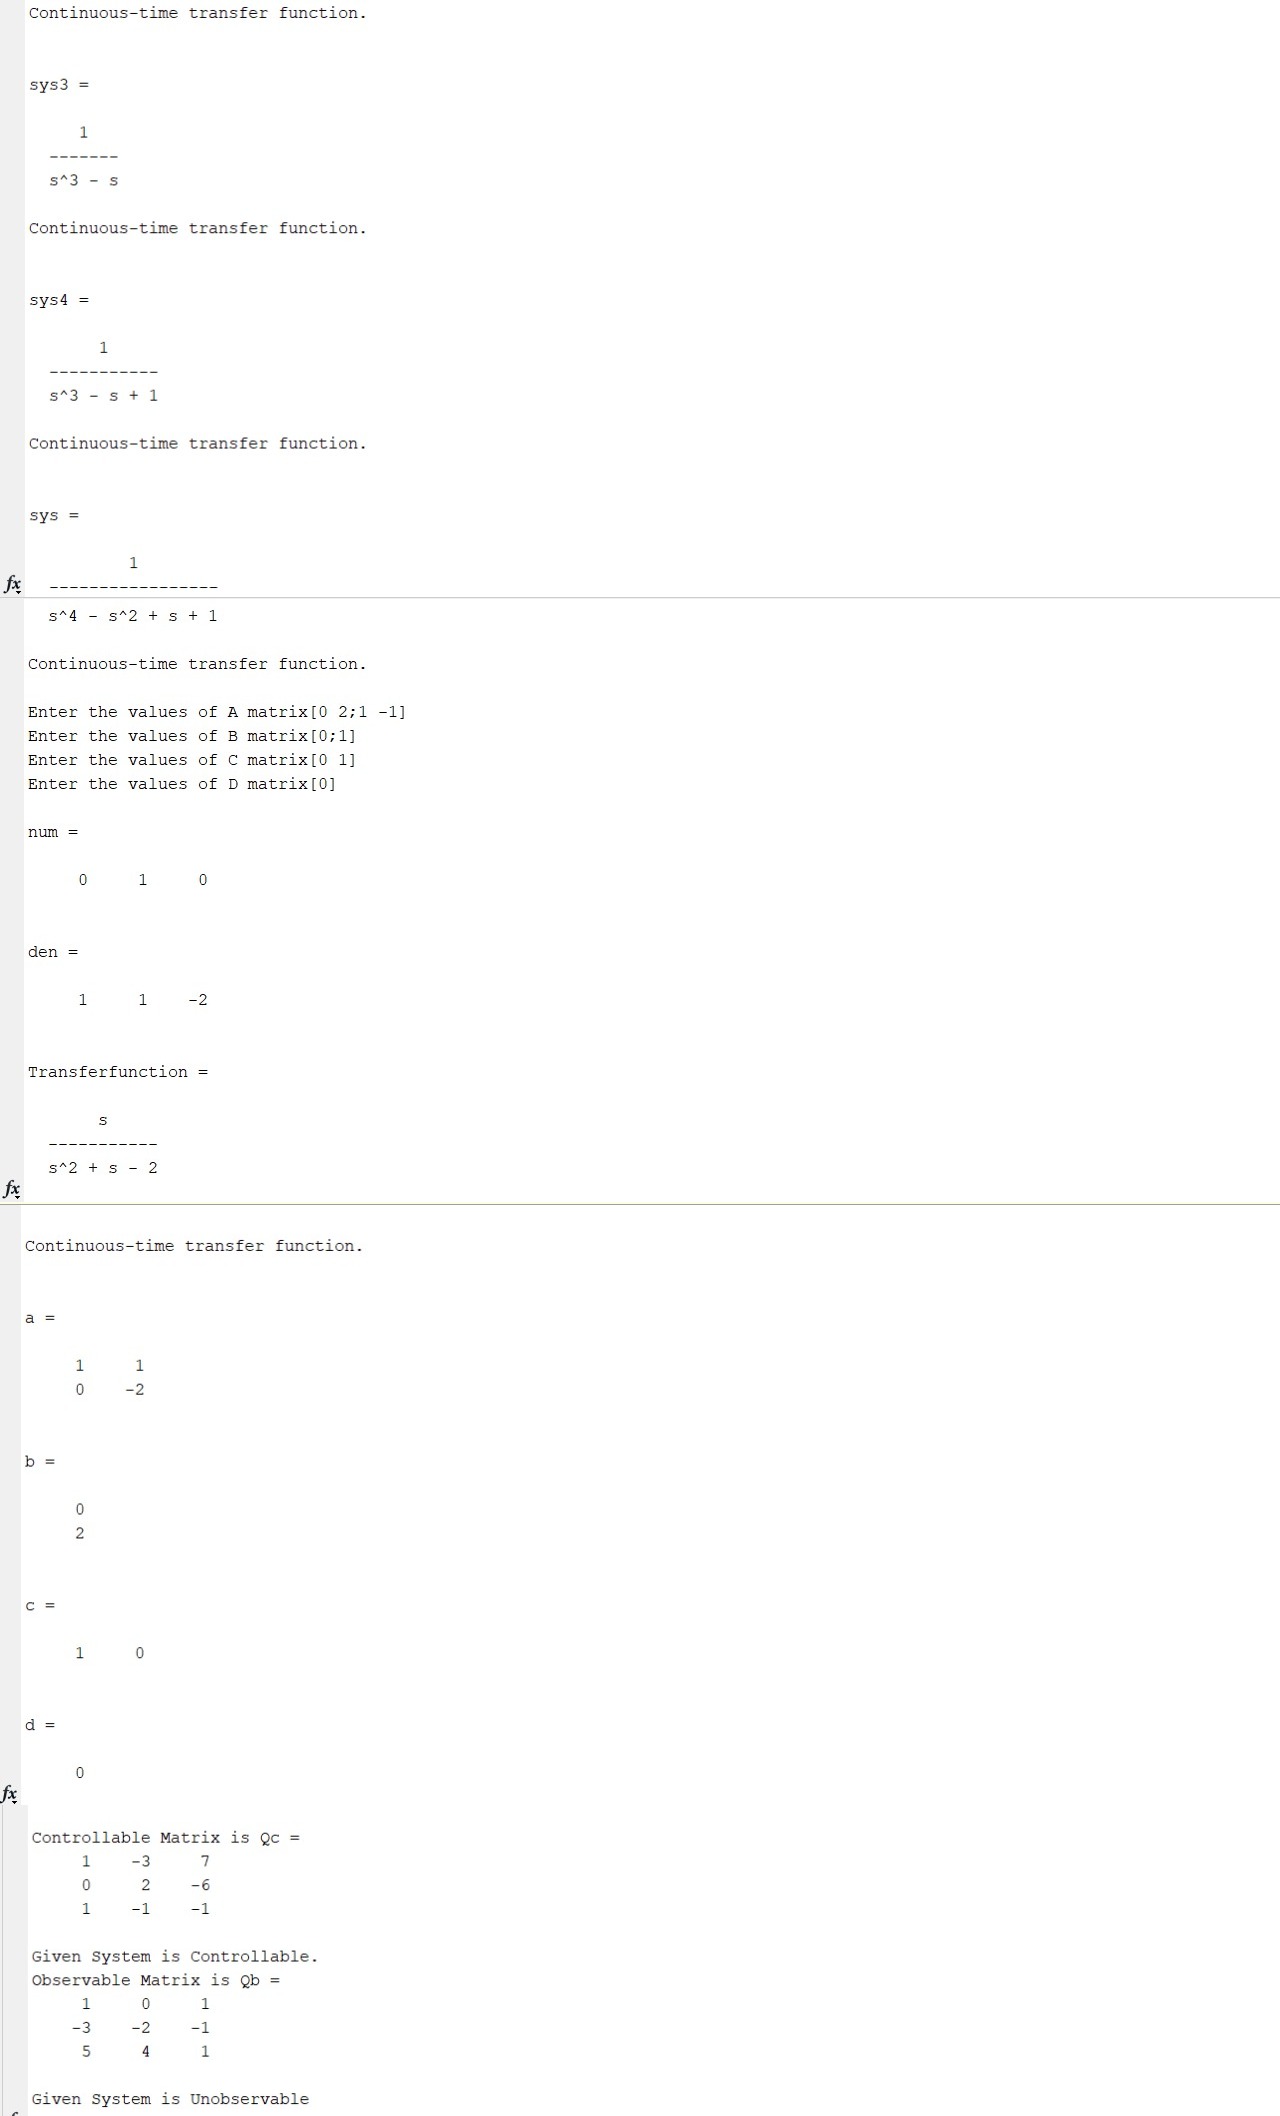 Continuous-time transfer function.
sys3 =
1
-------
s^3 - s
Continuous-time transfer function.
sys4 =
1
-----------
s^3 - s + 1
Continuous-time transfer function.
sys =
1
fx -----------------
s^4 - s^2 + s + 1
Continuous-time transfer function.
Enter the values of A matrix[0 2;1 -1]
Enter the values of B matrix[0;1]
Enter the values of C matrix[0 1]
Enter the values of D matrix[0]
num =
0 1 0
den =
1 1 -2
Transferfunction =
s
-----------
s^2 + s - 2
fx
Continuous-time transfer function.
a =
1 1
0 -2
b =
0
2
c =
1 0
d =
0
fx
Controllable Matrix is Qc =
1 -3 7
0 2 -6
1 -1 -1
Given System is Controllable.
Observable Matrix is Qb =
1 0 1
-3 -2 -1
5 4 1
Given System is Unobservable